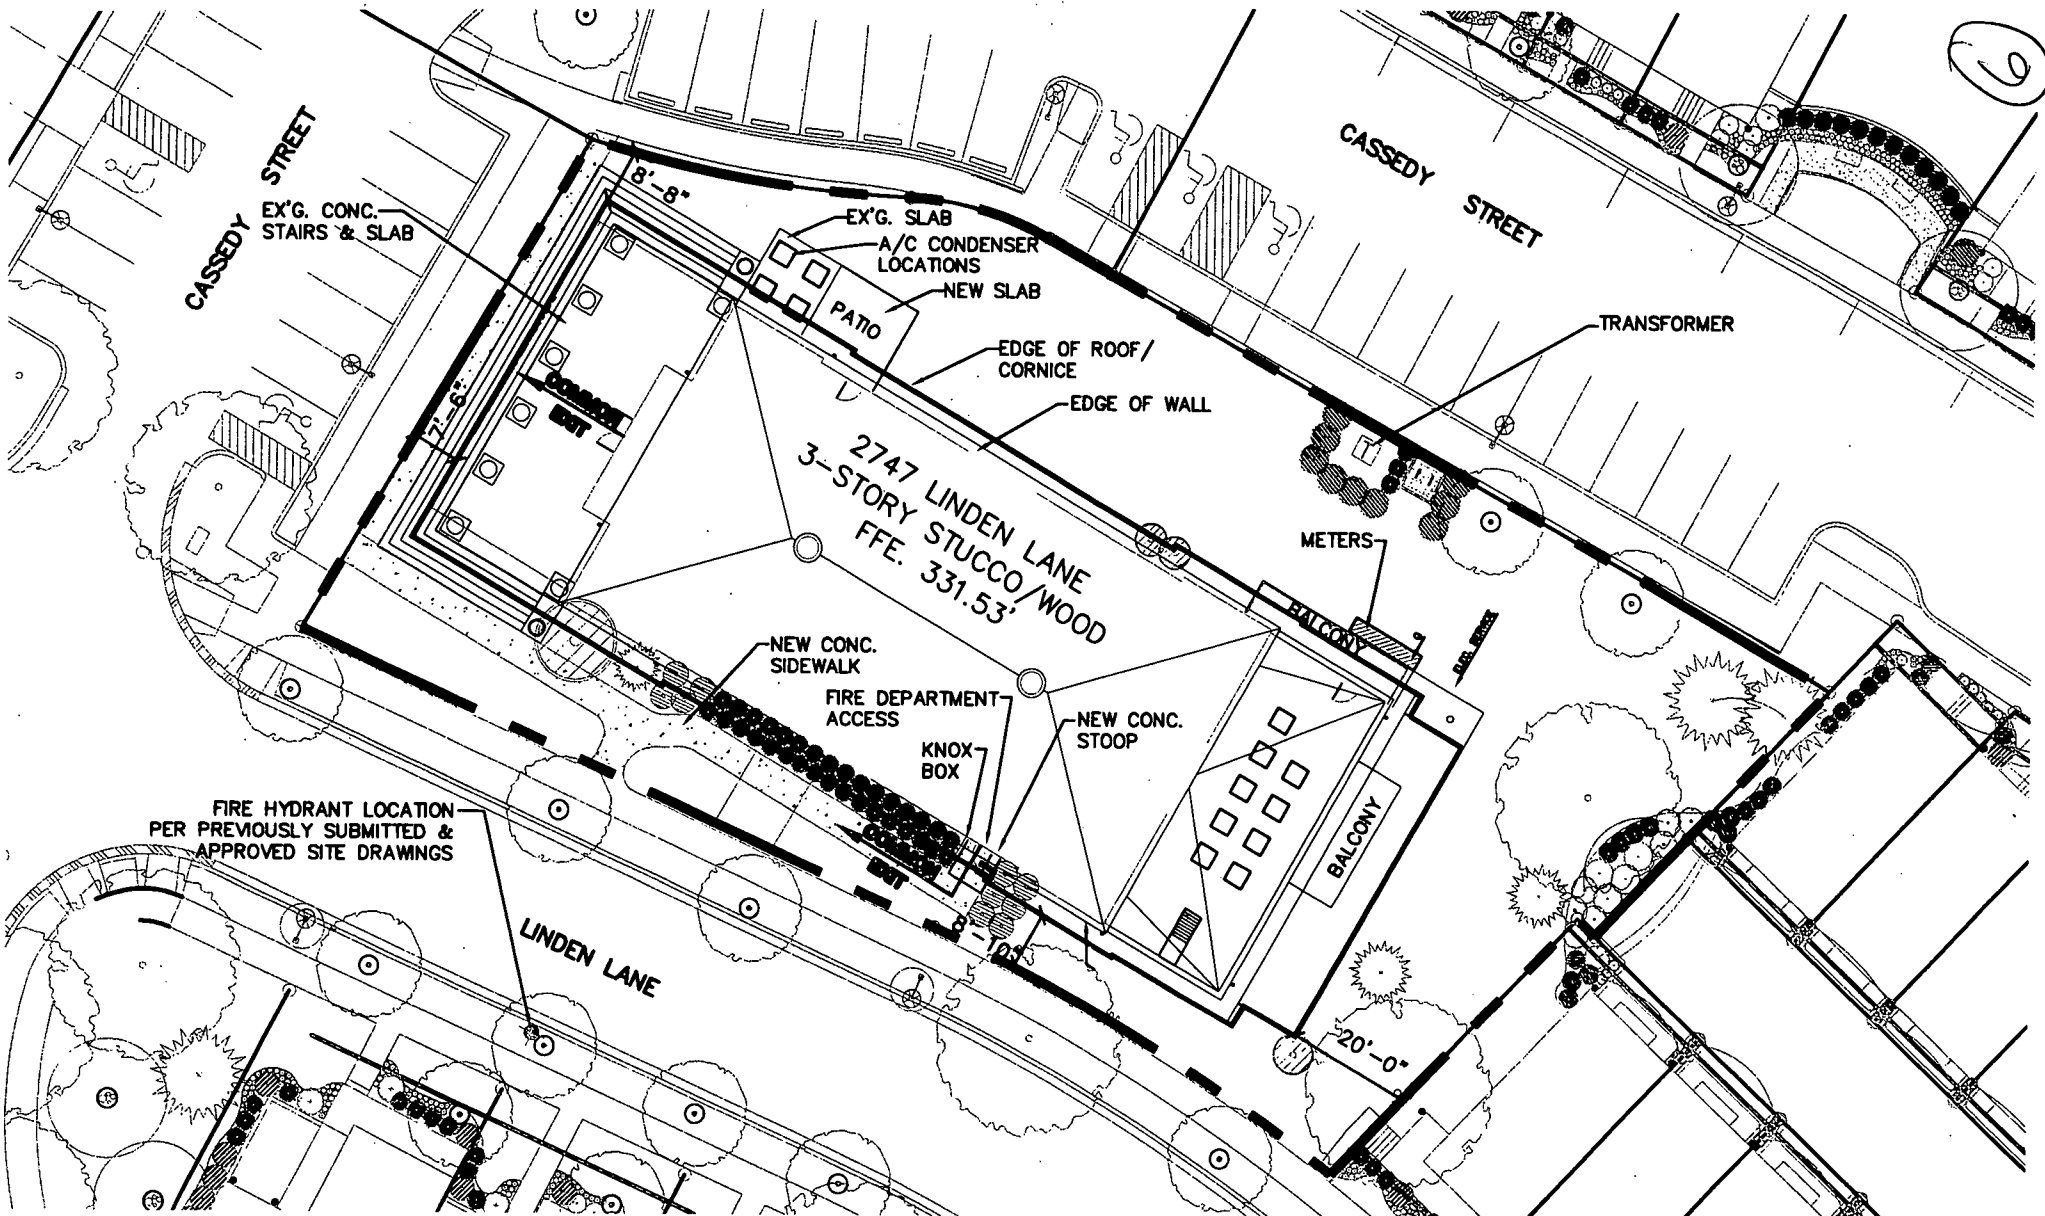 CASSEDY STREET
CASSEDY STREET
8'-8"
EX'G. CONC.
STAIRS & SLAB
EX'G. SLAB
A/C CONDENSER
LOCATIONS
NEW SLAB
PATIO
TRANSFORMER
EDGE OF ROOF/
CORNICE
EDGE OF WALL
COMMON
EXIT
7'-6"
2747 LINDEN LANE
3-STORY STUCCO/WOOD
FFE. 331.53'
METERS
BALCONY
NEW CONC.
SIDEWALK
FIRE DEPARTMENT
ACCESS
NEW CONC.
STOOP
KNOX
BOX
BALCONY
FIRE HYDRANT LOCATION
PER PREVIOUSLY SUBMITTED &
APPROVED SITE DRAWINGS
COMMON
EXIT
LINDEN LANE
20'-0"